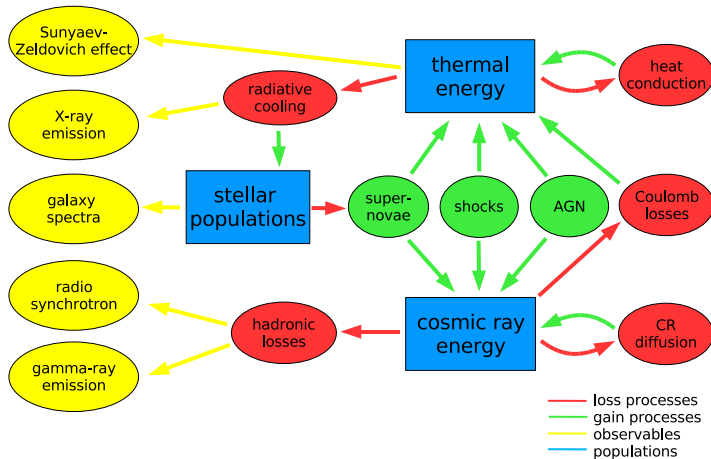 Sunyaev-
Zeldovich effect
thermal
energy
heat
conduction
radiative
cooling
X-ray
emission
stellar
populations
super-
novae
shocks
AGN
Coulomb
losses
galaxy
spectra
radio
synchrotron
hadronic
losses
cosmic ray
energy
CR
diffusion
gamma-ray
emission
loss processes
gain processes
observables
populations